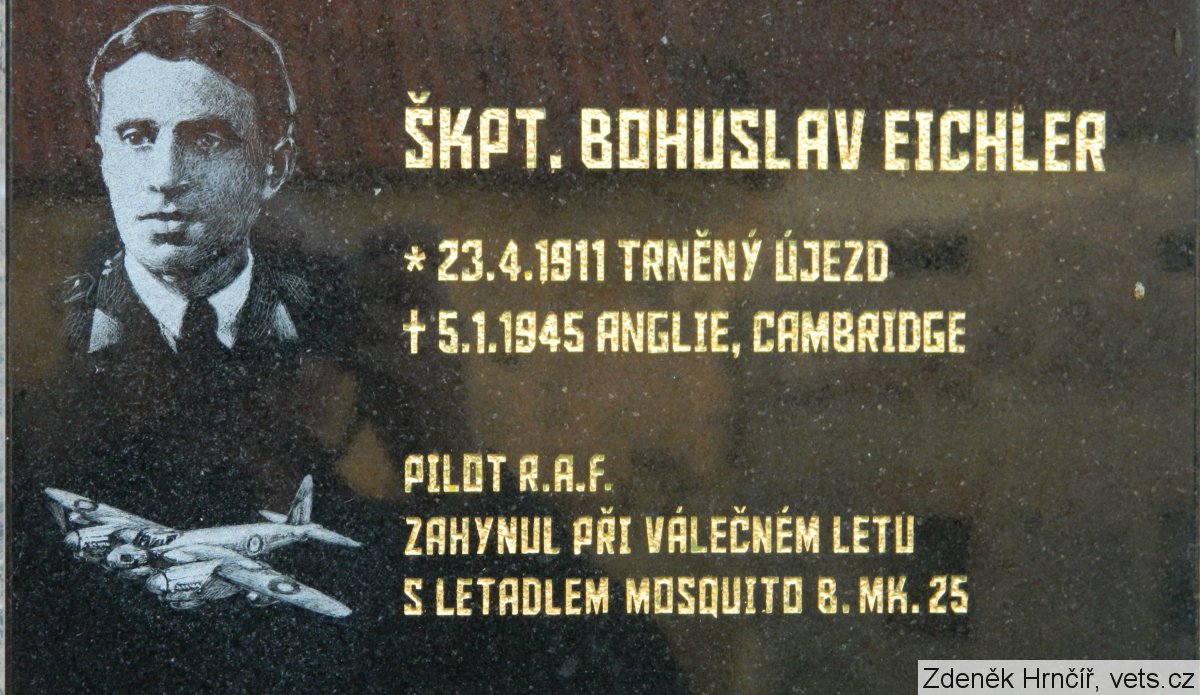 ŠKPT. BOHUSLAV EICHLER
* 23.4.1911 TRNĚNÝ ÚJEZD
† 5.1.1945 ANGLIE, CAMBRIDGE
PILOT R.A.F.
ZAHYNUL PŘI VÁLEČNÉM LETU
S LETADLEM MOSQUITO B. MK. 25
Zdeněk Hrnčíř, vets.cz